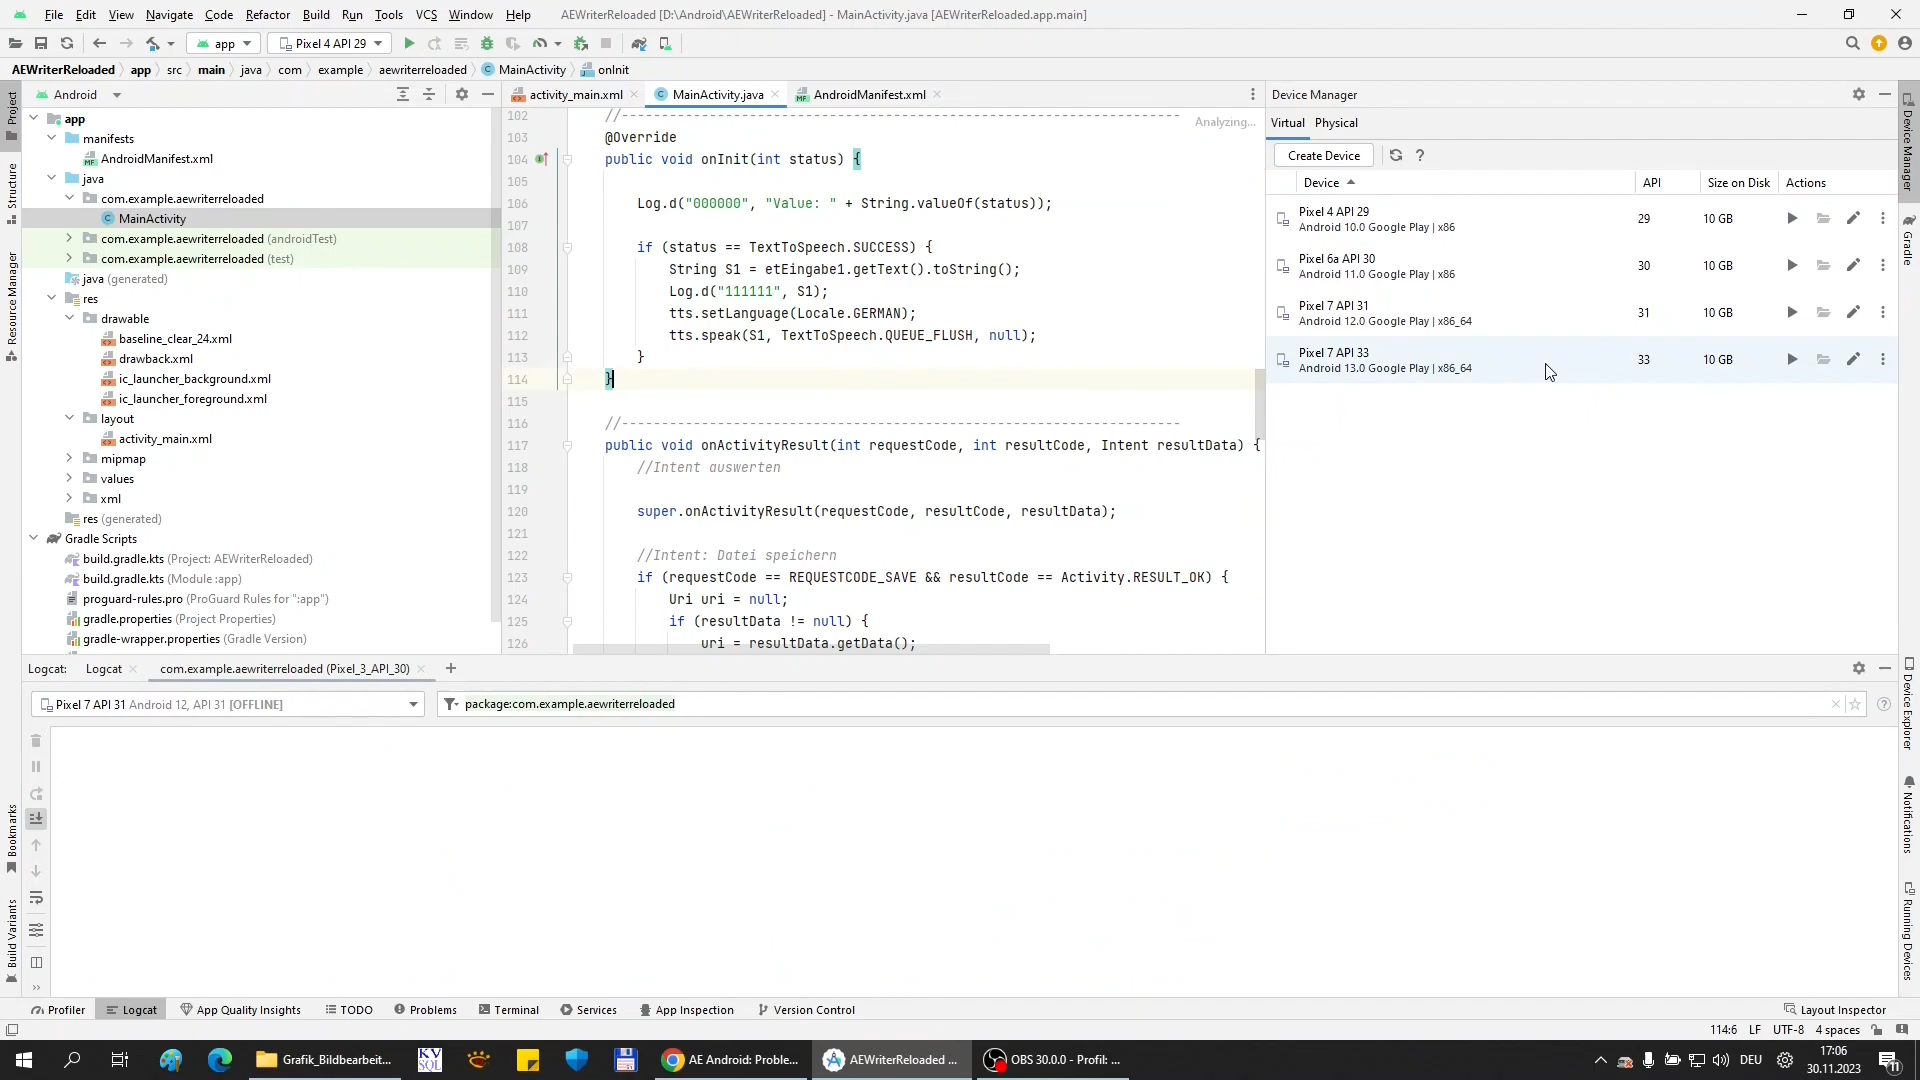 File Edit View Navigate Code Refactor Build Run Tools VCS Window Help AEWriterReloaded [D:\Android\AEWriterReloaded] - MainActivity.java [AEWriterReloaded.app.main]
app Pixel 4 API 29
AEWriterReloaded app src main java com example aewriterreloaded MainActivity onInit
Project
Structure
Resource Manager
Bookmarks
Build Variants
Android
app
manifests
AndroidManifest.xml
java
com.example.aewriterreloaded
MainActivity
com.example.aewriterreloaded (androidTest)
com.example.aewriterreloaded (test)
java (generated)
res
drawable
baseline_clear_24.xml
drawback.xml
ic_launcher_background.xml
ic_launcher_foreground.xml
layout
activity_main.xml
mipmap
values
xml
res (generated)
Gradle Scripts
build.gradle.kts (Project: AEWriterReloaded)
build.gradle.kts (Module :app)
proguard-rules.pro (ProGuard Rules for ":app")
gradle.properties (Project Properties)
gradle-wrapper.properties (Gradle Version)
activity_main.xml MainActivity.java AndroidManifest.xml
Analyzing...
102 //----------------------------------------------------------------------
103 @Override
104 public void onInit(int status) {
105
106 Log.d("000000", "Value: " + String.valueOf(status));
107
108 if (status == TextToSpeech.SUCCESS) {
109 String S1 = etEingabe1.getText().toString();
110 Log.d("111111", S1);
111 tts.setLanguage(Locale.GERMAN);
112 tts.speak(S1, TextToSpeech.QUEUE_FLUSH, null);
113 }
114 }
115
116 //----------------------------------------------------------------------
117 public void onActivityResult(int requestCode, int resultCode, Intent resultData) {
118 //Intent auswerten
119
120 super.onActivityResult(requestCode, resultCode, resultData);
121
122 //Intent: Datei speichern
123 if (requestCode == REQUESTCODE_SAVE && resultCode == Activity.RESULT_OK) {
124 Uri uri = null;
125 if (resultData != null) {
126 uri = resultData.getData();
Device Manager
Virtual Physical
Create Device ?
Device API Size on Disk Actions
Pixel 4 API 29
Android 10.0 Google Play | x86
29 10 GB
Pixel 6a API 30
Android 11.0 Google Play | x86
30 10 GB
Pixel 7 API 31
Android 12.0 Google Play | x86_64
31 10 GB
Pixel 7 API 33
Android 13.0 Google Play | x86_64
33 10 GB
Device Manager
Gradle
Device Explorer
Notifications
Running Devices
Logcat: Logcat com.example.aewriterreloaded (Pixel_3_API_30) +
Pixel 7 API 31 Android 12, API 31 [OFFLINE] package:com.example.aewriterreloaded
Profiler Logcat App Quality Insights TODO Problems Terminal Services App Inspection Version Control Layout Inspector
114:6 LF UTF-8 4 spaces
Grafik_Bildbearbeit... KV SQL AE Android: Proble... AEWriterReloaded ... OBS 30.0.0 - Profil: ... DEU
17:06
30.11.2023
11